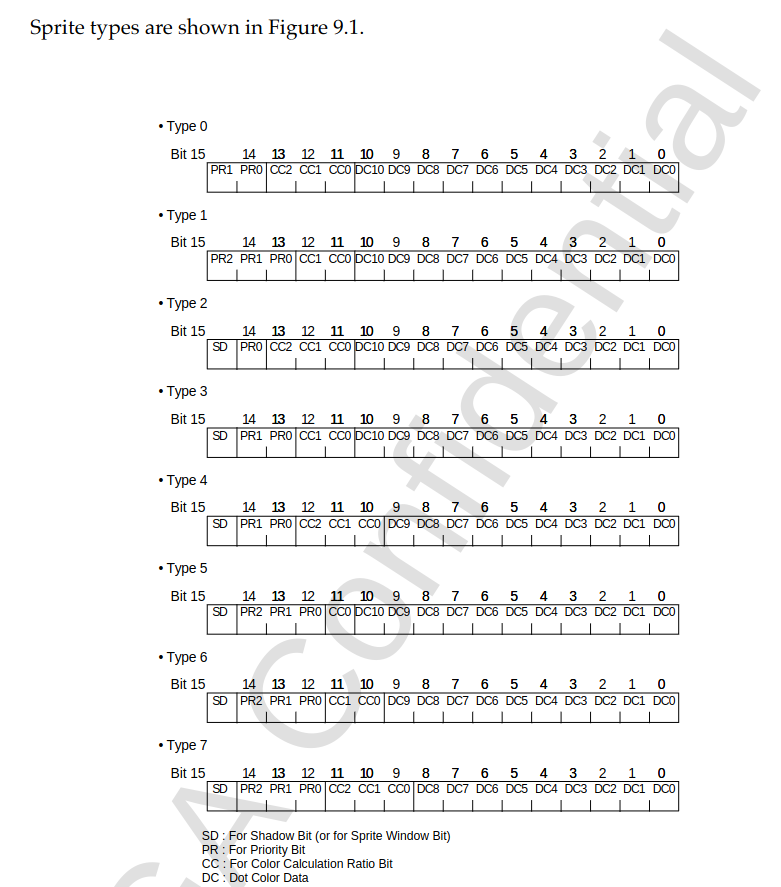 Sprite types are shown in Figure 9.1.
• Type 0
Bit 15 14 13 12 11 10 9 8 7 6 5 4 3 2 1 0
PR1 PR0 CC2 CC1 CC0 DC10 DC9 DC8 DC7 DC6 DC5 DC4 DC3 DC2 DC1 DC0
• Type 1
Bit 15 14 13 12 11 10 9 8 7 6 5 4 3 2 1 0
PR2 PR1 PR0 CC1 CC0 DC10 DC9 DC8 DC7 DC6 DC5 DC4 DC3 DC2 DC1 DC0
• Type 2
Bit 15 14 13 12 11 10 9 8 7 6 5 4 3 2 1 0
SD PR0 CC2 CC1 CC0 DC10 DC9 DC8 DC7 DC6 DC5 DC4 DC3 DC2 DC1 DC0
• Type 3
Bit 15 14 13 12 11 10 9 8 7 6 5 4 3 2 1 0
SD PR1 PR0 CC1 CC0 DC10 DC9 DC8 DC7 DC6 DC5 DC4 DC3 DC2 DC1 DC0
• Type 4
Bit 15 14 13 12 11 10 9 8 7 6 5 4 3 2 1 0
SD PR1 PR0 CC2 CC1 CC0 DC9 DC8 DC7 DC6 DC5 DC4 DC3 DC2 DC1 DC0
• Type 5
Bit 15 14 13 12 11 10 9 8 7 6 5 4 3 2 1 0
SD PR2 PR1 PR0 CC0 DC10 DC9 DC8 DC7 DC6 DC5 DC4 DC3 DC2 DC1 DC0
• Type 6
Bit 15 14 13 12 11 10 9 8 7 6 5 4 3 2 1 0
SD PR2 PR1 PR0 CC1 CC0 DC9 DC8 DC7 DC6 DC5 DC4 DC3 DC2 DC1 DC0
• Type 7
Bit 15 14 13 12 11 10 9 8 7 6 5 4 3 2 1 0
SD PR2 PR1 PR0 CC2 CC1 CC0 DC8 DC7 DC6 DC5 DC4 DC3 DC2 DC1 DC0
SD : For Shadow Bit (or for Sprite Window Bit)
PR : For Priority Bit
CC : For Color Calculation Ratio Bit
DC : Dot Color Data
GA Confidential